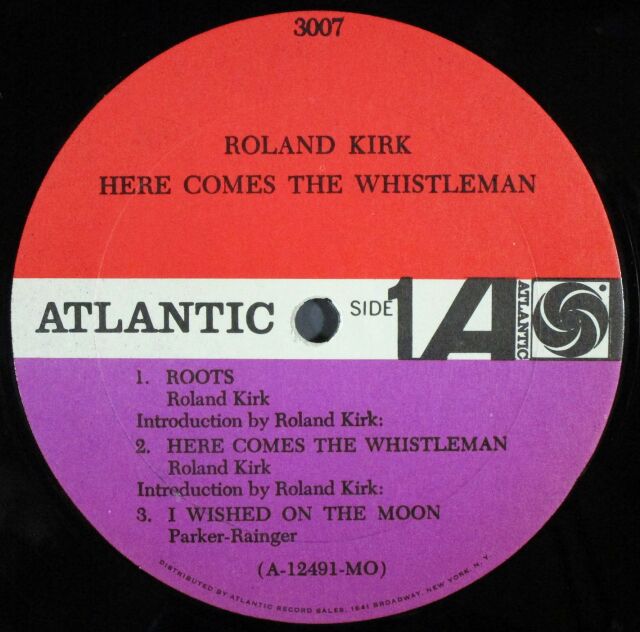 3007
ROLAND KIRK
HERE COMES THE WHISTLEMAN
ATLANTIC
SIDE 1
A
ATLANTIC
1. ROOTS
Roland Kirk
Introduction by Roland Kirk:
2. HERE COMES THE WHISTLEMAN
Roland Kirk
Introduction by Roland Kirk:
3. I WISHED ON THE MOON
Parker-Rainger
(A-12491-MO)
DISTRIBUTED BY ATLANTIC RECORD SALES, 1841 BROADWAY, NEW YORK, N. Y.